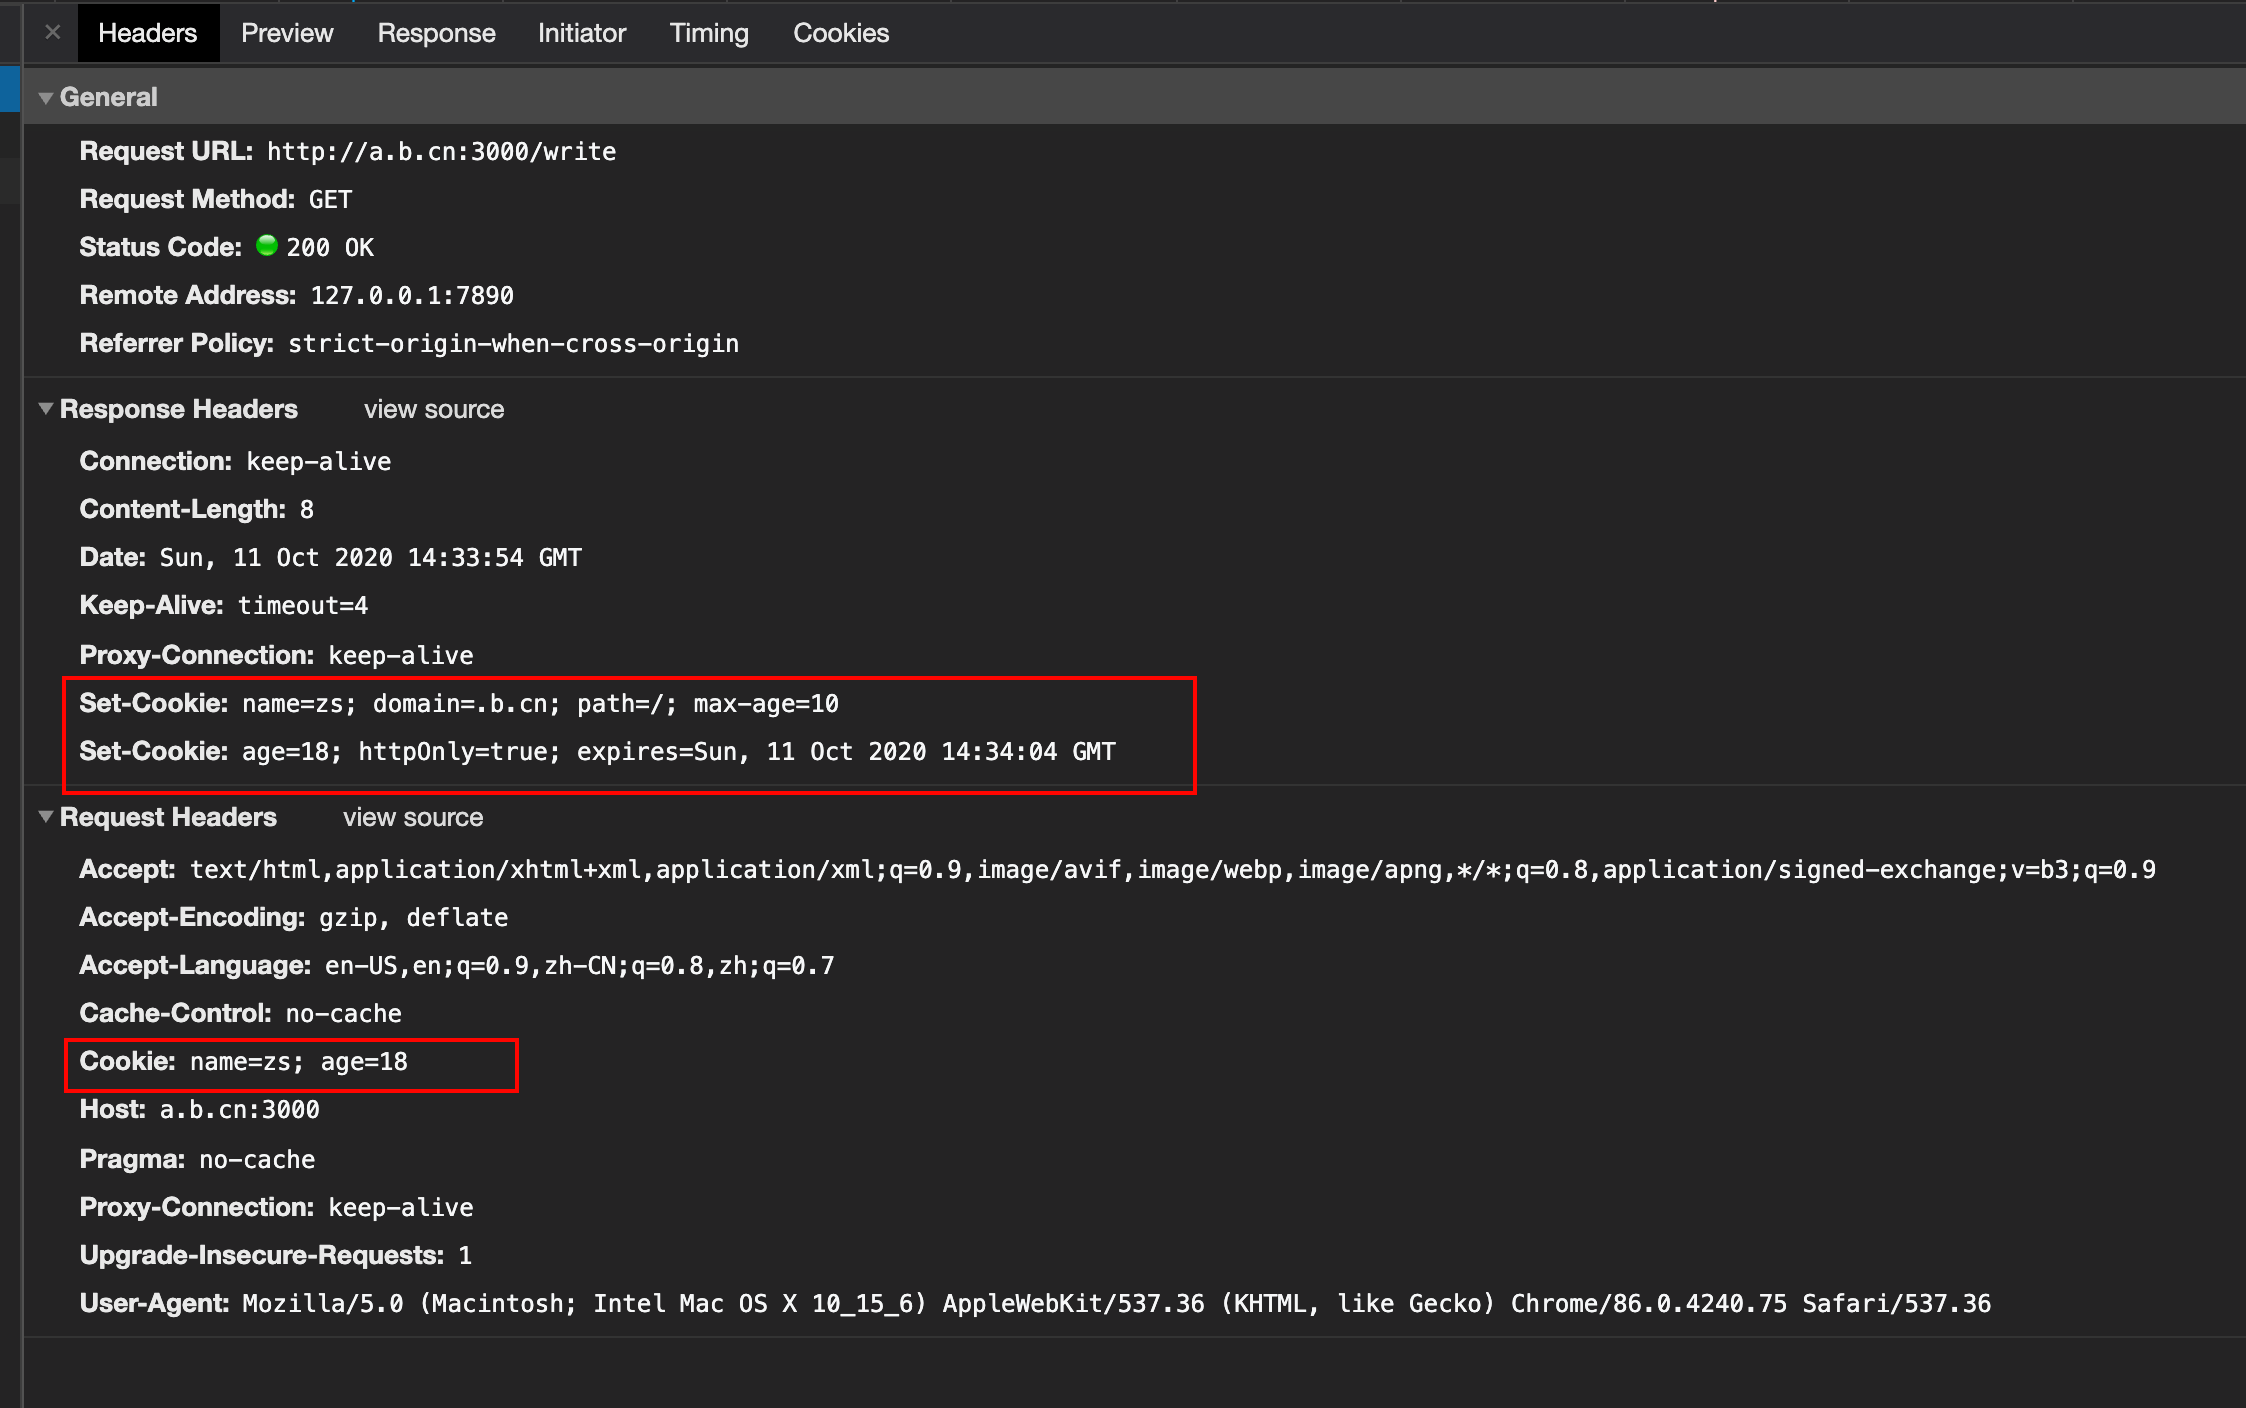 × Headers Preview Response Initiator Timing Cookies
▼ General
Request URL: http://a.b.cn:3000/write
Request Method: GET
Status Code: 200 OK
Remote Address: 127.0.0.1:7890
Referrer Policy: strict-origin-when-cross-origin
▼ Response Headers view source
Connection: keep-alive
Content-Length: 8
Date: Sun, 11 Oct 2020 14:33:54 GMT
Keep-Alive: timeout=4
Proxy-Connection: keep-alive
Set-Cookie: name=zs; domain=.b.cn; path=/; max-age=10
Set-Cookie: age=18; httpOnly=true; expires=Sun, 11 Oct 2020 14:34:04 GMT
▼ Request Headers view source
Accept: text/html,application/xhtml+xml,application/xml;q=0.9,image/avif,image/webp,image/apng,*/*;q=0.8,application/signed-exchange;v=b3;q=0.9
Accept-Encoding: gzip, deflate
Accept-Language: en-US,en;q=0.9,zh-CN;q=0.8,zh;q=0.7
Cache-Control: no-cache
Cookie: name=zs; age=18
Host: a.b.cn:3000
Pragma: no-cache
Proxy-Connection: keep-alive
Upgrade-Insecure-Requests: 1
User-Agent: Mozilla/5.0 (Macintosh; Intel Mac OS X 10_15_6) AppleWebKit/537.36 (KHTML, like Gecko) Chrome/86.0.4240.75 Safari/537.36